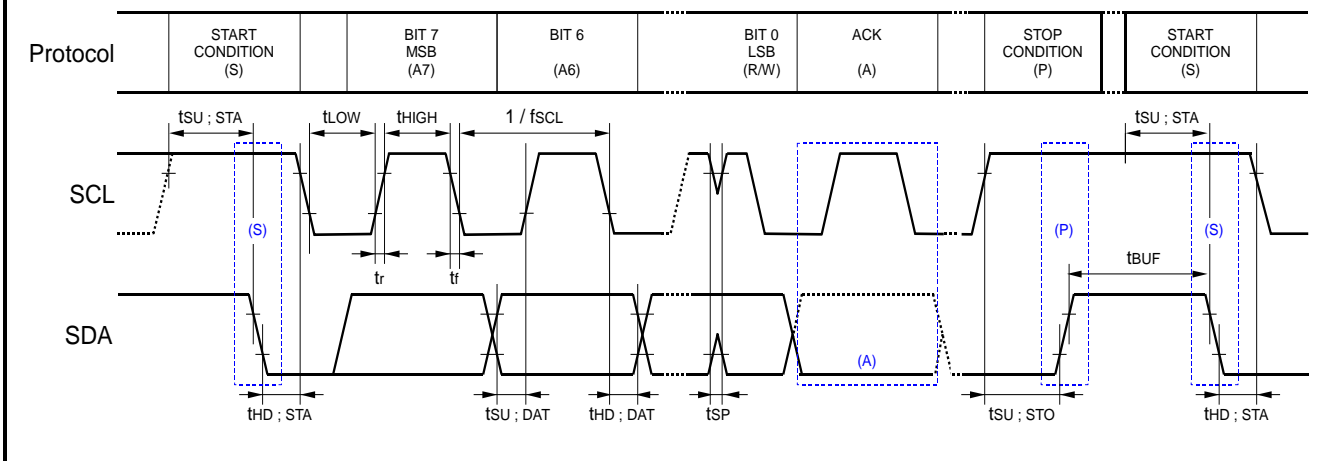 Protocol
START CONDITION (S)
BIT 7 MSB (A7)
BIT 6 (A6)
BIT 0 LSB (R/W)
ACK (A)
STOP CONDITION (P)
START CONDITION (S)
tSU ; STA
tLOW
tHIGH
1 / fSCL
tSU ; STA
SCL
(S)
(P)
(S)
tr
tf
tBUF
SDA
(A)
tHD ; STA
tSU ; DAT
tHD ; DAT
tSP
tSU ; STO
tHD ; STA